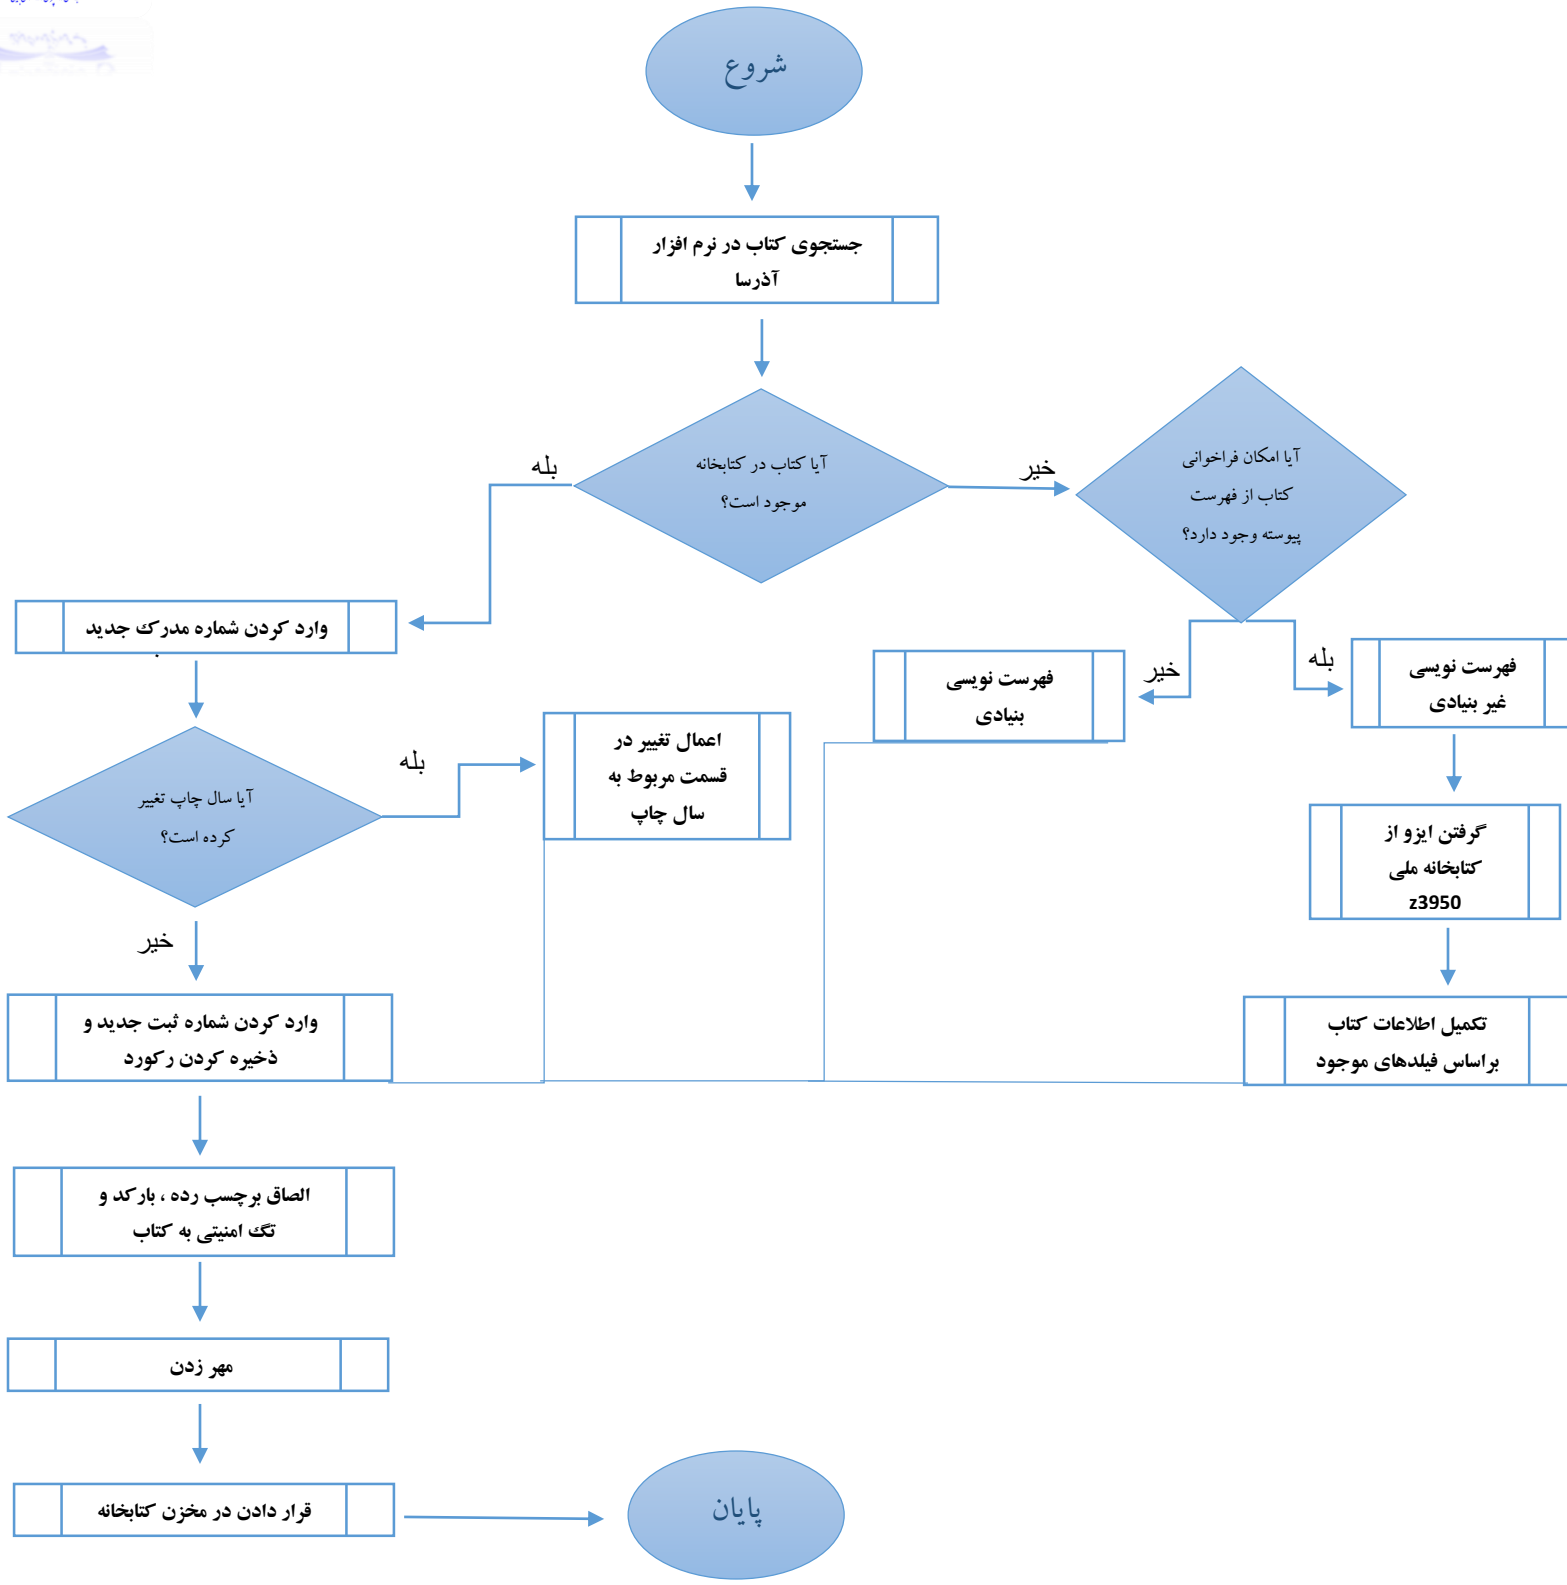 شروع
جستجوی کتاب در نرم افزار
آذرسا
آیا کتاب در کتابخانه
موجود است؟
بله
خیر
آیا امکان فراخوانی
کتاب از فهرست
پیوسته وجود دارد؟
وارد کردن شماره مدرک جدید
خیر
بله
فهرست نویسی
بنیادی
فهرست نویسی
غیر بنیادی
آیا سال چاپ تغییر
کرده است؟
بله
اعمال تغییر در
قسمت مربوط به
سال چاپ
گرفتن ایزو از
کتابخانه ملی
z3950
خیر
وارد کردن شماره ثبت جدید و
ذخیره کردن رکورد
تکمیل اطلاعات کتاب
براساس فیلدهای موجود
الصاق برچسب رده ، بارکد و
تگ امنیتی به کتاب
مهر زدن
قرار دادن در مخزن کتابخانه
پایان